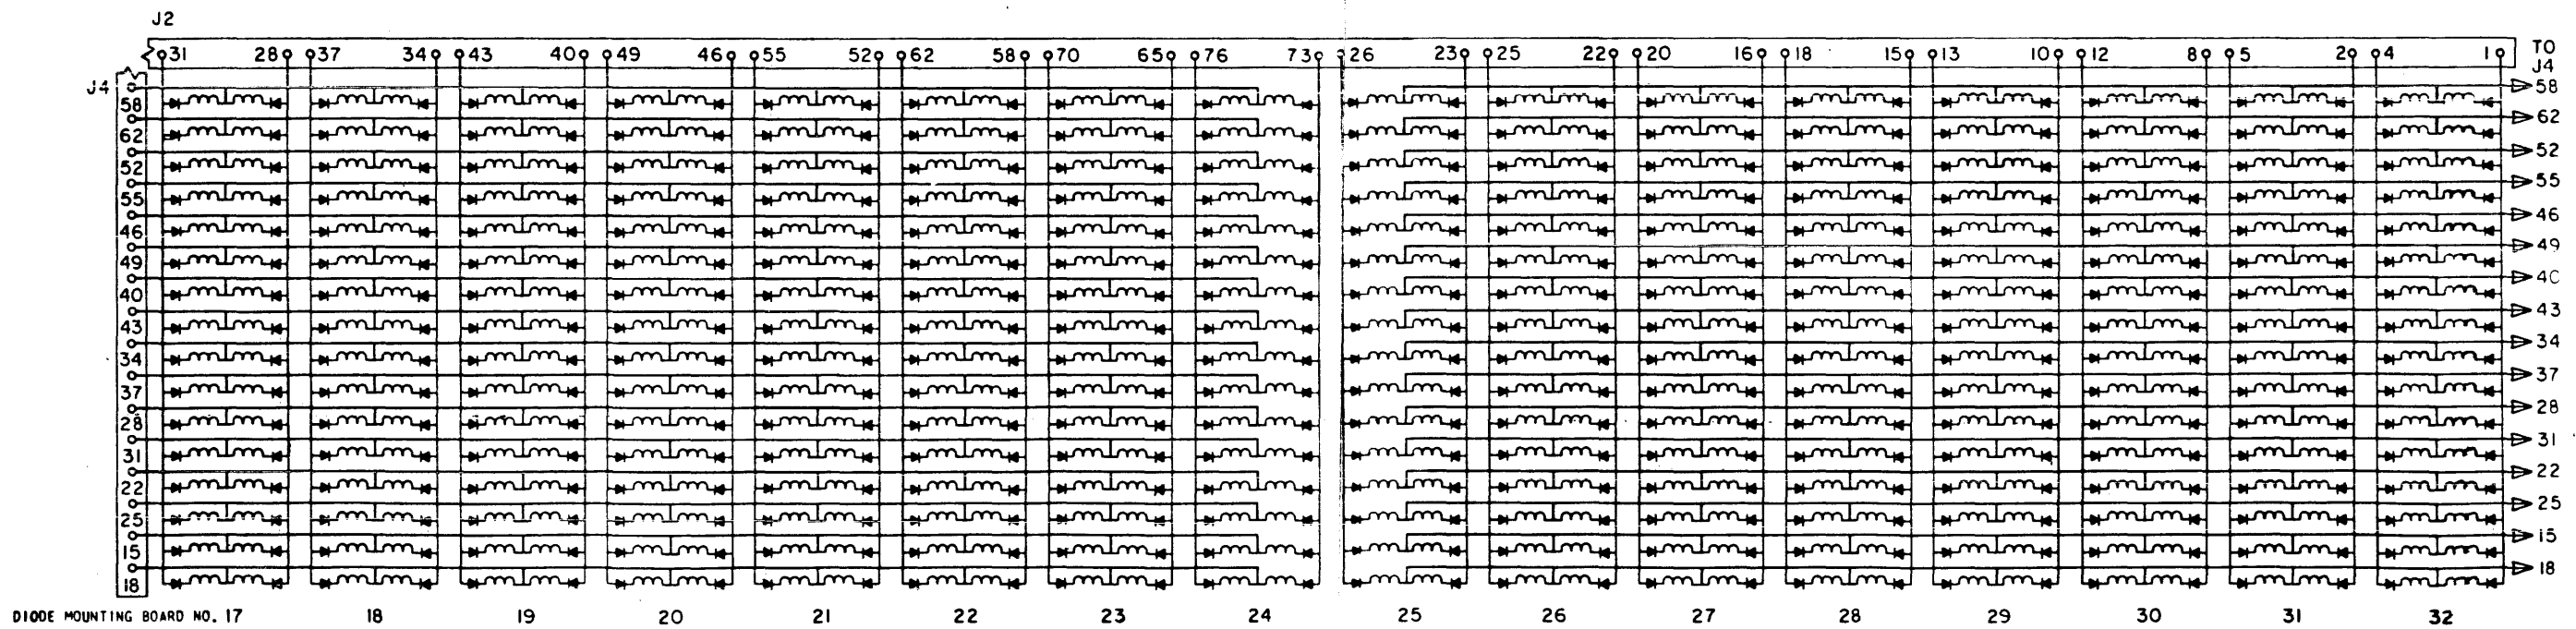 J2
31 28 37 34 43 40 49 46 55 52 62 58 70 65 76 73 26 23 25 22 20 16 18 15 13 10 12 8 5 2 4 1 TO
J4
J4
58 58
62 62
52 52
55 55
46 46
49 49
40 4C
43 43
34 34
37 37
28 28
31 31
22 22
25 25
15 15
18 18
DIODE MOUNTING BOARD NO. 17 18 19 20 21 22 23 24 25 26 27 28 29 30 31 32